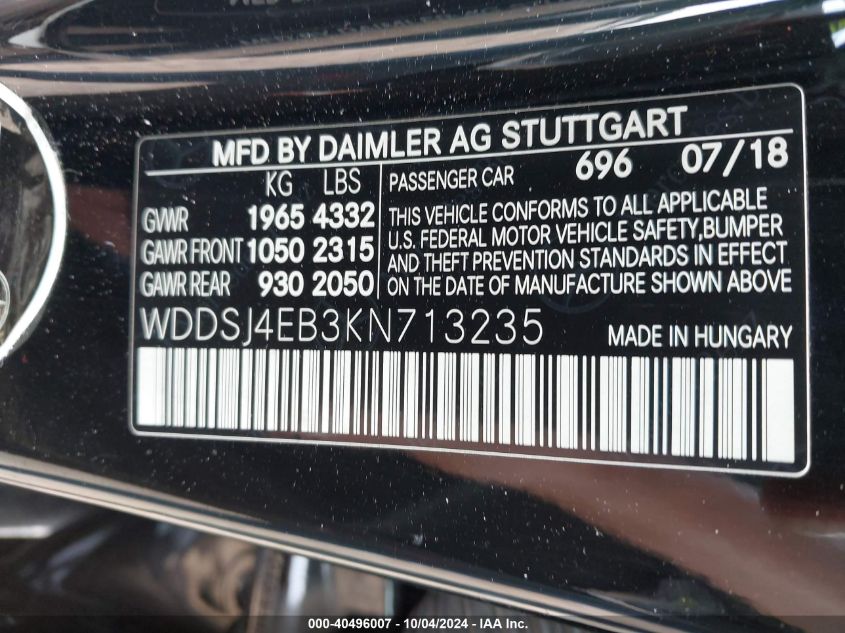 MFD BY DAIMLER AG STUTTGART
KG LBS
GVWR 1965 4332
GAWR FRONT 1050 2315
GAWR REAR 930 2050
PASSENGER CAR 696 07/18
THIS VEHICLE CONFORMS TO ALL APPLICABLE
U.S. FEDERAL MOTOR VEHICLE SAFETY,BUMPER
AND THEFT PREVENTION STANDARDS IN EFFECT
ON THE DATE OF MANUFACTURE SHOWN ABOVE
WDDSJ4EB3KN713235 MADE IN HUNGARY
000-40496007 - 10/04/2024 - IAA Inc.